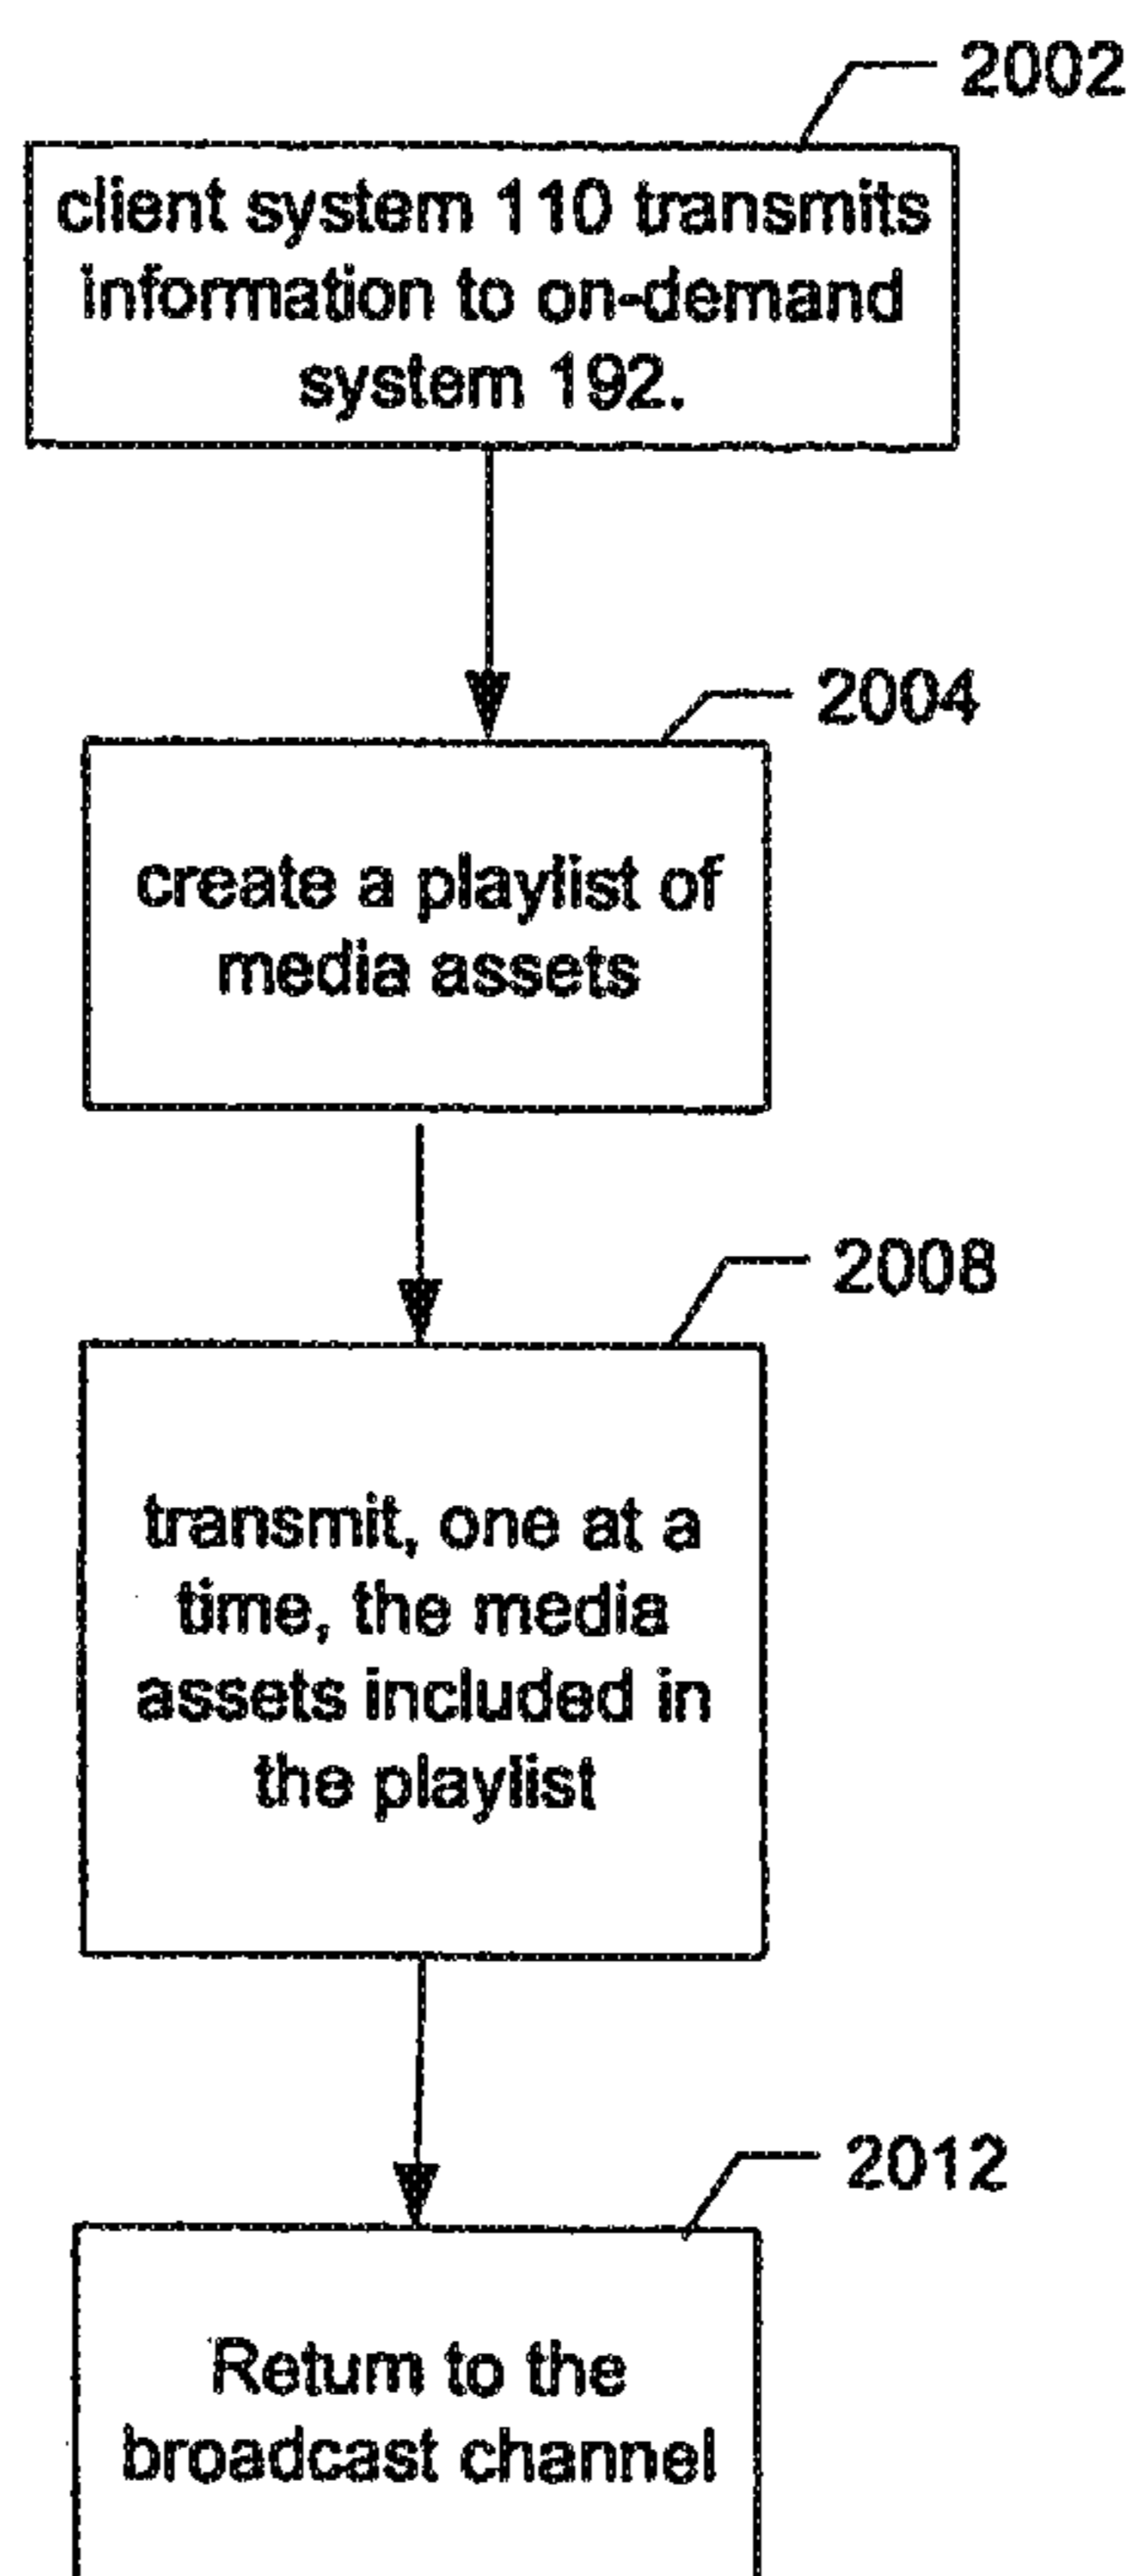 2002
client system 110 transmits
information to on-demand
system 192.
2004
create a playlist of
media assets
2008
transmit, one at a
time, the media
assets included in
the playlist
2012
Return to the
broadcast channel